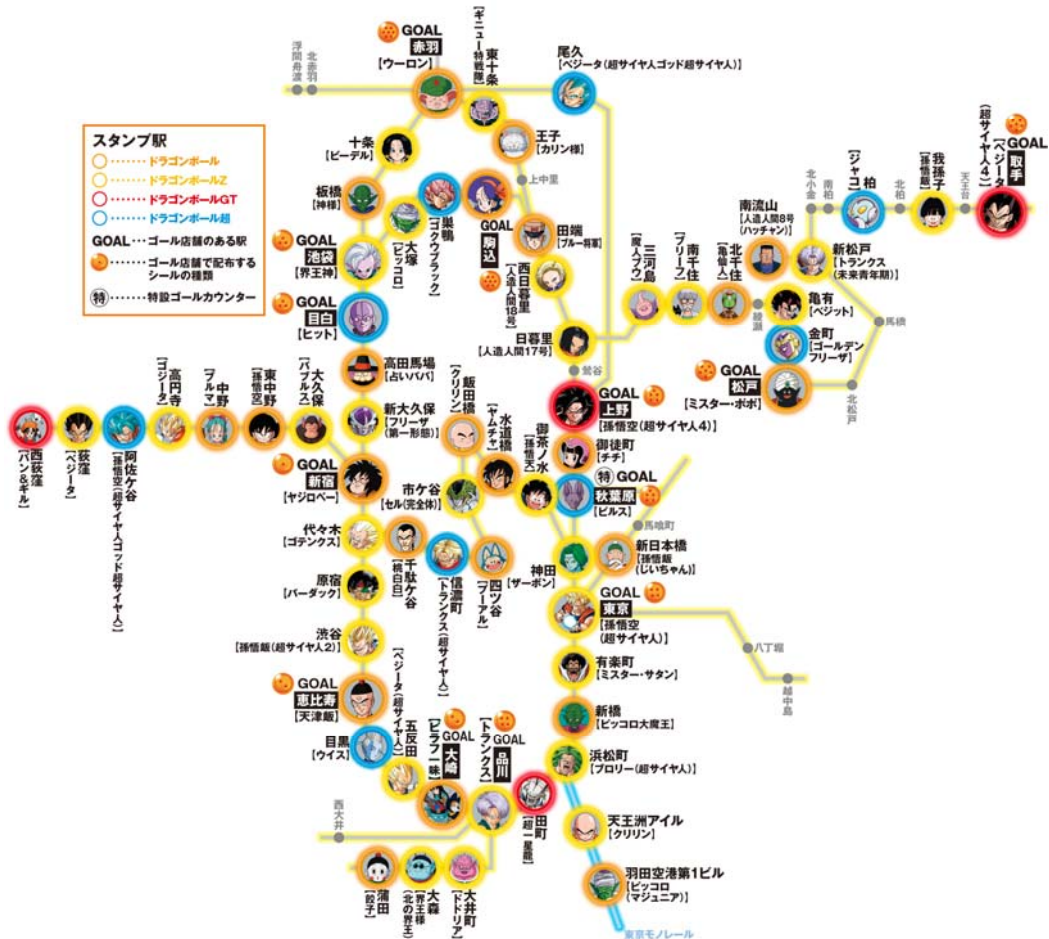 スタンプ駅
ドラゴンボール
ドラゴンボールZ
ドラゴンボールGT
ドラゴンボール超
GOAL…ゴール店舗のある駅
ゴール店舗で配布する
シールの種類
特……特設ゴールカウンター
浮間舟渡
北赤羽
GOAL
赤羽
【ウーロン】
東十条
【ギニュー特戦隊】
尾久
【ベジータ(超サイヤ人ゴッド超サイヤ人)】
十条
【ビーデル】
王子
【カリン様】
上中里
板橋
【神様】
巣鴨
【ゴクウブラック】
大塚
【ピッコロ】
GOAL
駒込
田端
【ブルー将軍】
GOAL
池袋
【界王神】
西日暮里
【人造人間18号】
GOAL
目白
【ヒット】
日暮里
【人造人間17号】
鶯谷
三河島
【魔人ブウ】
南千住
【ブリーフ】
北千住
【亀仙人】
綾瀬
亀有
【ベジット】
金町
【ゴールデン
フリーザ】
GOAL
松戸
【ミスター・ポポ】
北松戸
馬橋
新松戸
【トランクス
(未来青年期)】
南流山
【人造人間8号
(ハッチャン)】
北小金
南柏
柏
【ジャコ】
北柏
我孫子
【孫悟飯】
天王台
GOAL
取手
【ベジータ
(超サイヤ人4)】
高田馬場
【占いババ】
新大久保
【フリーザ
(第一形態)】
GOAL
新宿
【ヤジロベー】
大久保
【バブルス】
東中野
【孫悟空】
中野
【ブルマ】
高円寺
【ゴジータ】
阿佐ケ谷
【孫悟空(超サイヤ人ゴッド超サイヤ人)】
荻窪
【ベジータ】
西荻窪
【パン&ギル】
飯田橋
【クリリン】
水道橋
【ヤムチャ】
御茶ノ水
【孫悟天】
市ケ谷
【セル(完全体)】
四ツ谷
【プーアル】
信濃町
【トランクス(超サイヤ人)】
千駄ケ谷
【桃白白】
代々木
【ゴテンクス】
原宿
【バーダック】
渋谷
【孫悟飯(超サイヤ人2)】
GOAL
恵比寿
【天津飯】
目黒
【ウイス】
五反田
【ベジータ(超サイヤ人)】
GOAL
大崎
【ピラフ一味】
GOAL
品川
【トランクス】
田町
【超一星龍】
GOAL
上野
【孫悟空(超サイヤ人4)】
御徒町
【チチ】
特 GOAL
秋葉原
【ビルス】
馬喰町
新日本橋
【孫悟飯
(じいちゃん)】
神田
【ザーボン】
GOAL
東京
【孫悟空
(超サイヤ人)】
八丁堀
越中島
有楽町
【ミスター・サタン】
新橋
【ピッコロ大魔王】
浜松町
【ブロリー(超サイヤ人)】
天王洲アイル
【クリリン】
羽田空港第1ビル
【ピッコロ
(マジュニア)】
東京モノレール
西大井
蒲田
【餃子】
大森
【界王様
(北の界王)】
大井町
【ドドリア】